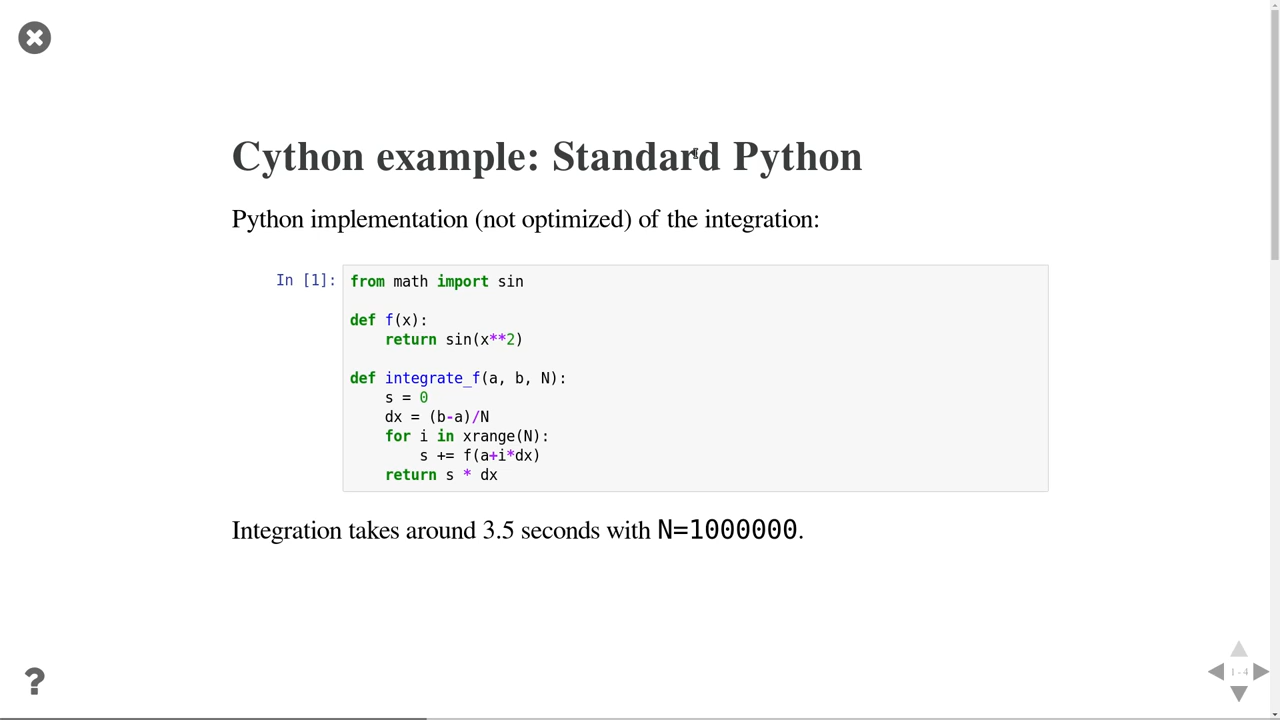 Cython example: Standard Python
Python implementation (not optimized) of the integration:
In [1]:
from math import sin
def f(x):
    return sin(x**2)
def integrate_f(a, b, N):
    s = 0
    dx = (b-a)/N
    for i in xrange(N):
        s += f(a+i*dx)
    return s * dx
Integration takes around 3.5 seconds with N=1000000.
?
1 - 4